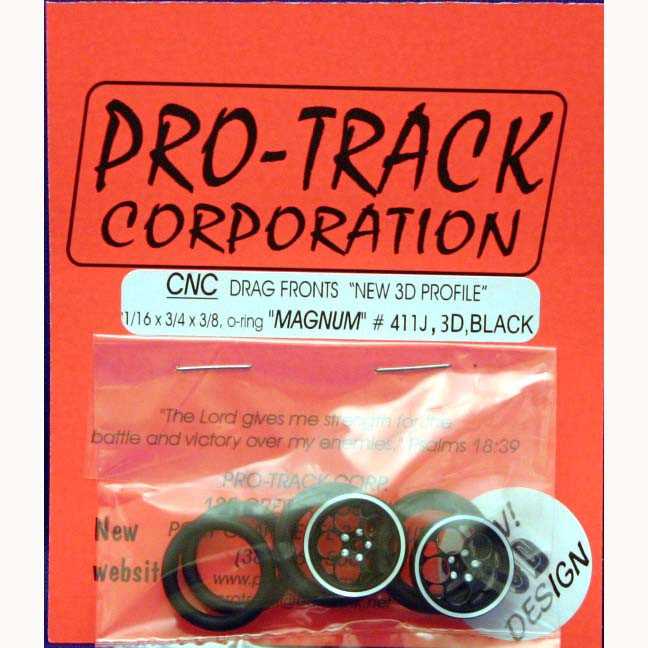 PRO-TRACK
CORPORATION
CNC DRAG FRONTS "NEW 3D PROFILE"
1/16 x 3/4 x 3/8, o-ring "MAGNUM" # 411J, 3D, BLACK
"The Lord gives me strength for the
battle and victory over my enemies." Psalms 18:39
PRO-TRACK CORP.
New
website
www.p
DESIGN